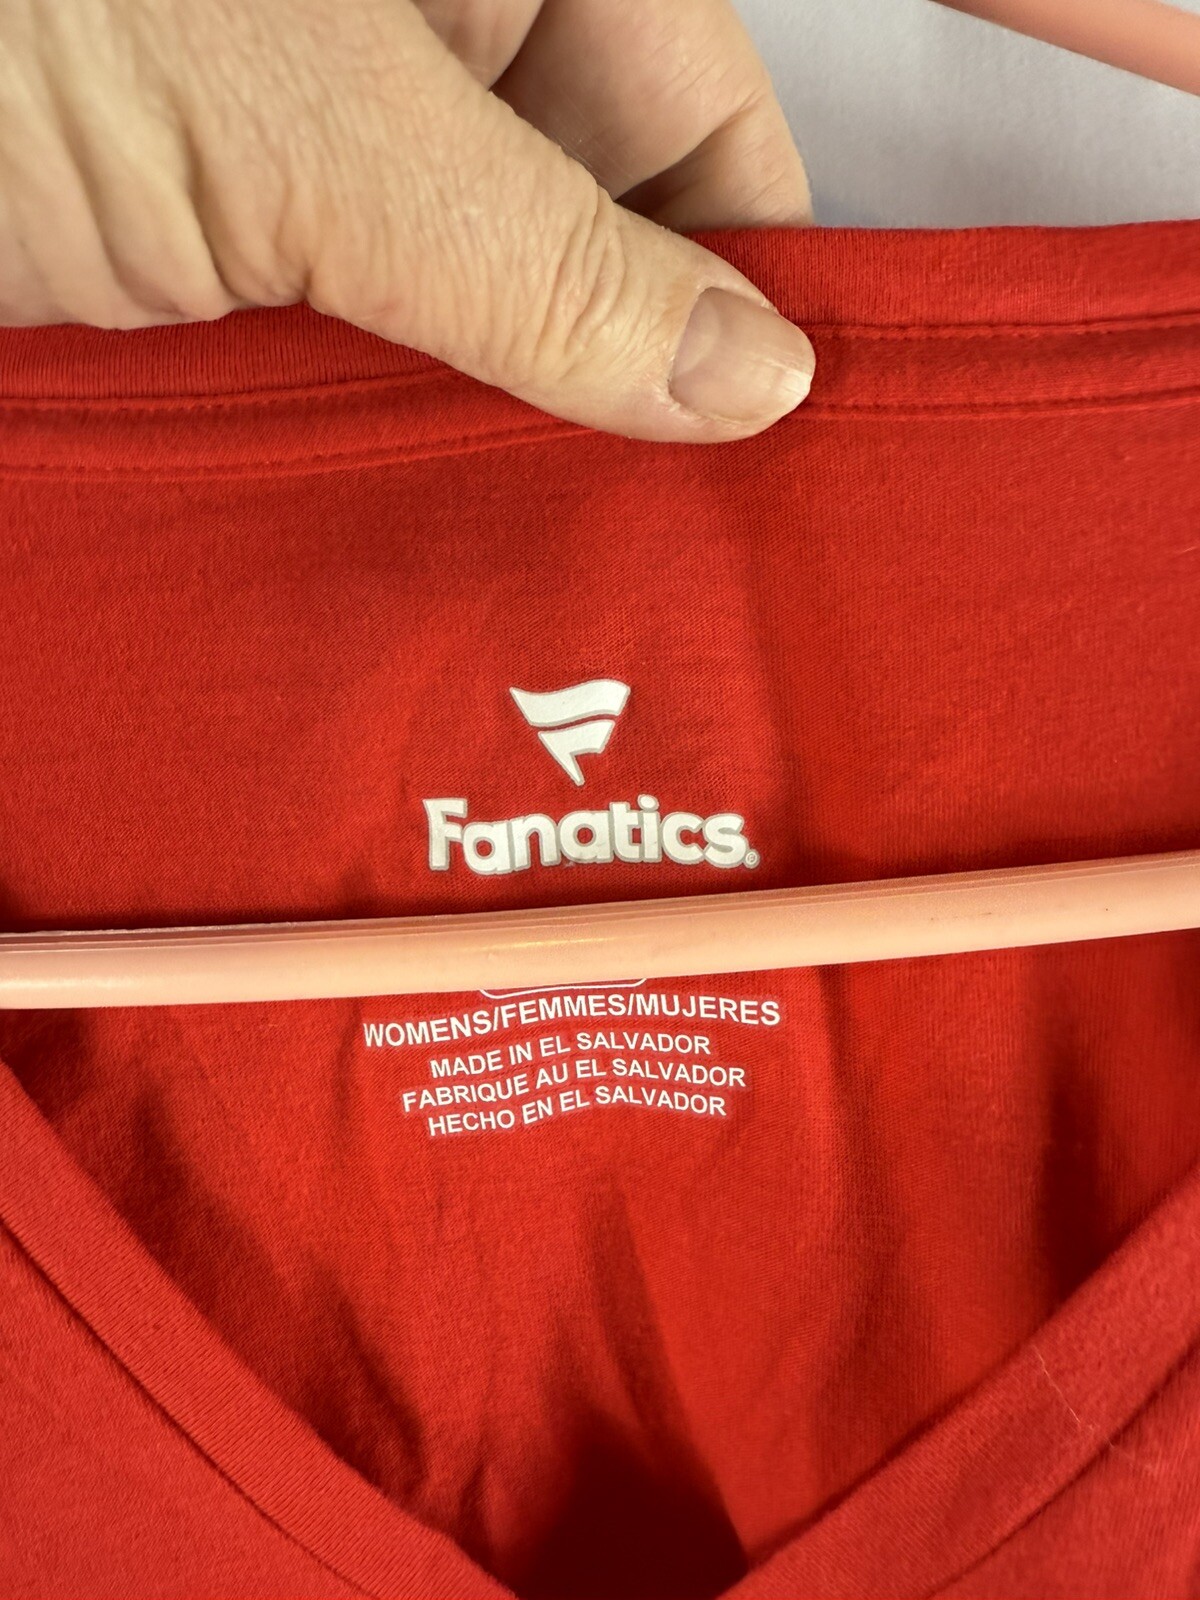 Fanatics.
WOMENS/FEMMES/MUJERES
MADE IN EL SALVADOR
FABRIQUE AU EL SALVADOR
HECHO EN EL SALVADOR